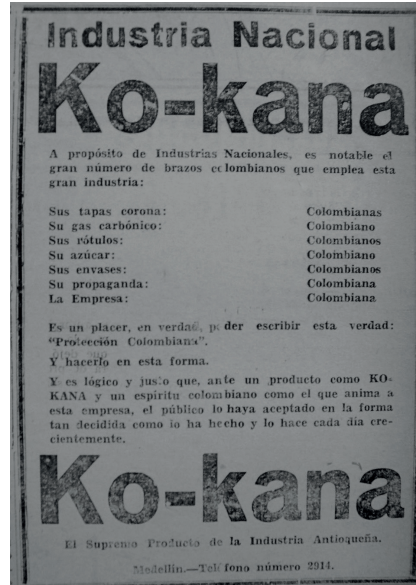 Industria Nacional
Ko-kana
A propósito de Industrias Nacionales, es notable el
gran número de brazos colombianos que emplea esta
gran industria:
Sus tapas corona: Colombianas
Su gas carbónico: Colombiano
Sus rótulos: Colombianos
Su azúcar: Colombiano
Sus envases: Colombianos
Su propaganda: Colombiana
La Empresa: Colombiana
Es un placer, en verdad, poder escribir esta verdad:
"Protección Colombiana".
Y hacerlo en esta forma.
Y es lógico y justo que, ante un producto como KO-
KANA y un espíritu colombiano como el que anima a
esta empresa, el público lo haya aceptado en la forma
tan decidida como lo ha hecho y lo hace cada día cre-
cientemente.
Ko-kana
El Supremo Producto de la Industria Antioqueña.
Medellín.—Teléfono número 2914.